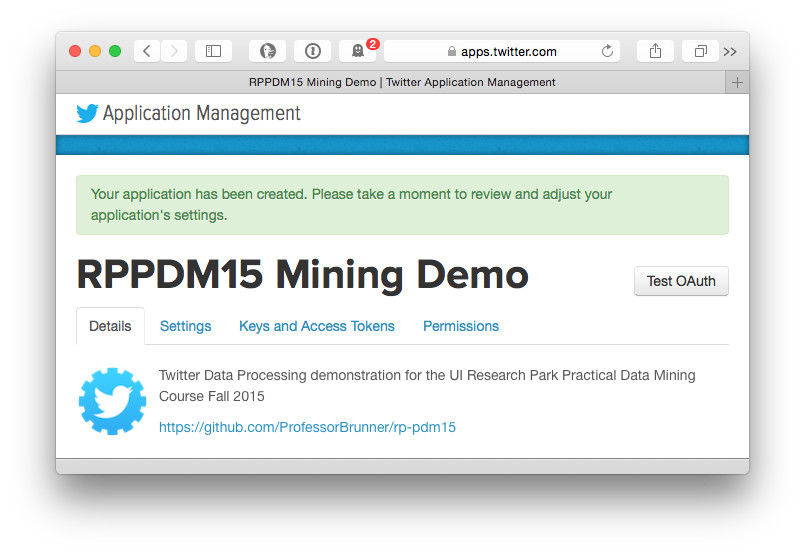 2
apps.twitter.com
RPPDM15 Mining Demo | Twitter Application Management
Application Management
Your application has been created. Please take a moment to review and adjust your
application's settings.
RPPDM15 Mining Demo
Test OAuth
Details Settings Keys and Access Tokens Permissions
Twitter Data Processing demonstration for the UI Research Park Practical Data Mining
Course Fall 2015
https://github.com/ProfessorBrunner/rp-pdm15